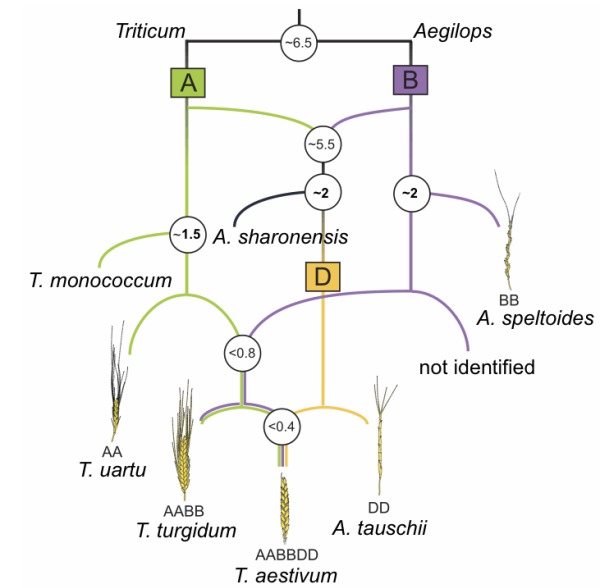 Triticum
Aegilops
~6.5
A
B
~5.5
~2
~2
~1.5
A. sharonensis
T. monococcum
D
BB
A. speltoides
<0.8
not identified
<0.4
AA
T. uartu
DD
AABB
A. tauschii
T. turgidum
AABBDD
T. aestivum